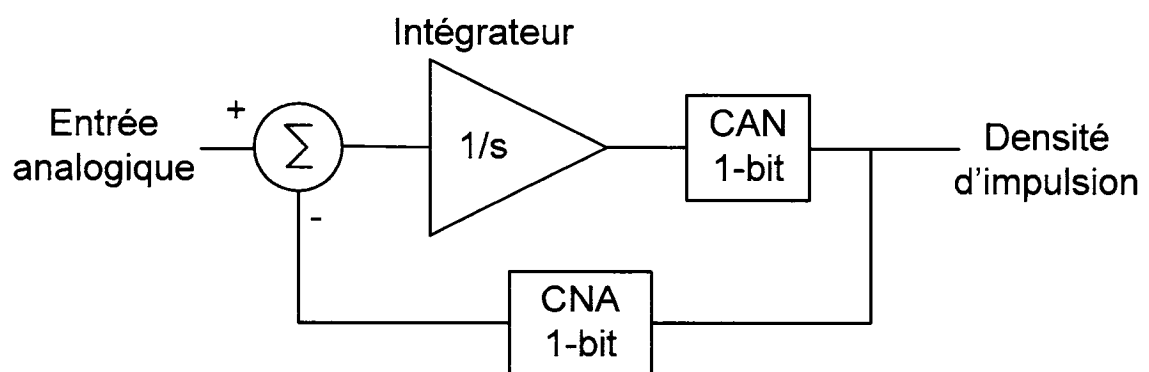 Intégrateur
+
Entrée
analogique
Σ
1/s
CAN
1-bit
Densité
d'impulsion
-
CNA
1-bit